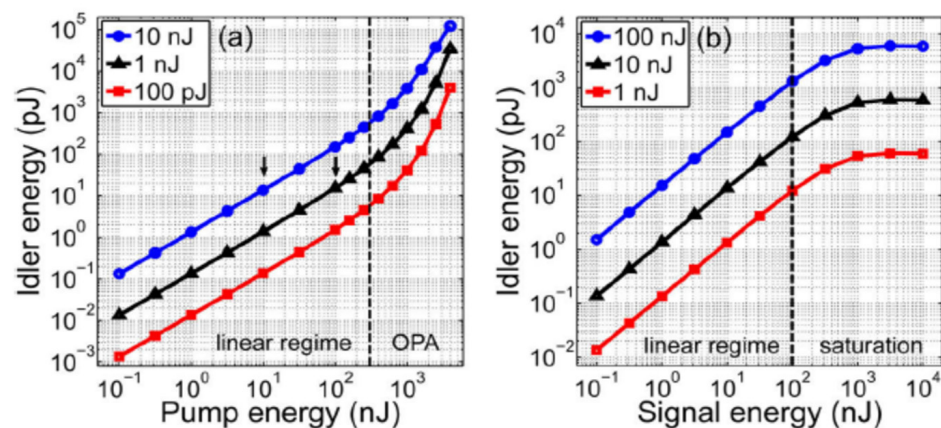 (a)
10 nJ
1 nJ
100 pJ
Idler energy (pJ)
10^5
10^4
10^3
10^2
10^1
10^0
10^-1
10^-2
10^-3
linear regime
OPA
10^-1 10^0 10^1 10^2 10^3
Pump energy (nJ)
(b)
100 nJ
10 nJ
1 nJ
Idler energy (pJ)
10^4
10^3
10^2
10^1
10^0
10^-1
10^-2
linear regime
saturation
10^-1 10^0 10^1 10^2 10^3 10^4
Signal energy (nJ)